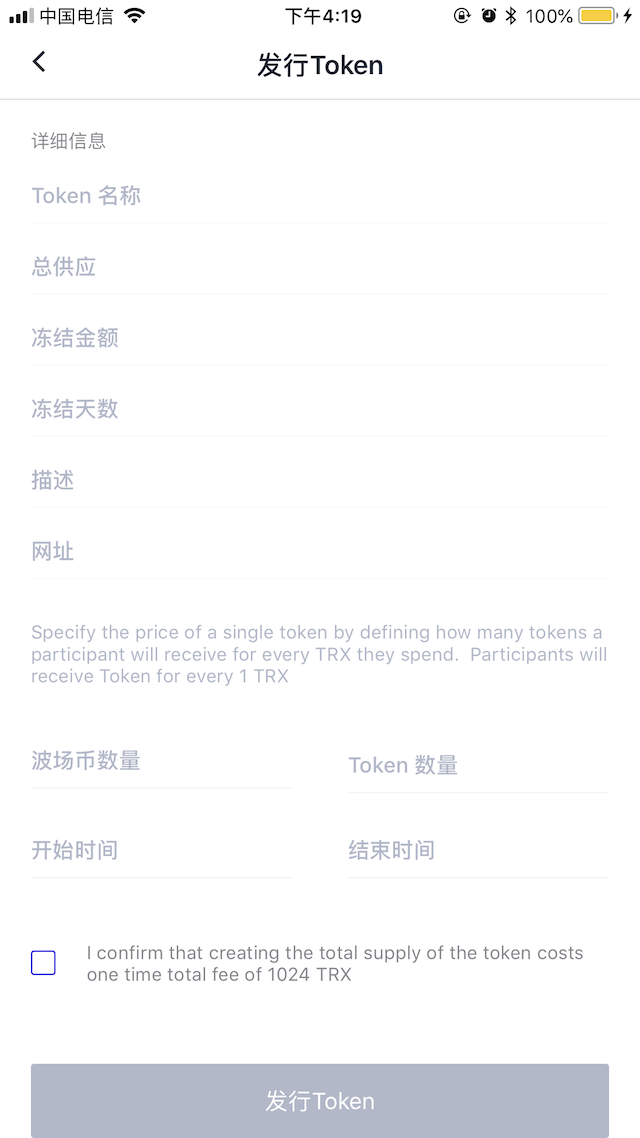 中国电信 下午4:19 100%
发行Token
详细信息
Token 名称
总供应
冻结金额
冻结天数
描述
网址
Specify the price of a single token by defining how many tokens a
participant will receive for every TRX they spend.  Participants will
receive Token for every 1 TRX
波场币数量 Token 数量
开始时间 结束时间
I confirm that creating the total supply of the token costs
one time total fee of 1024 TRX
发行Token